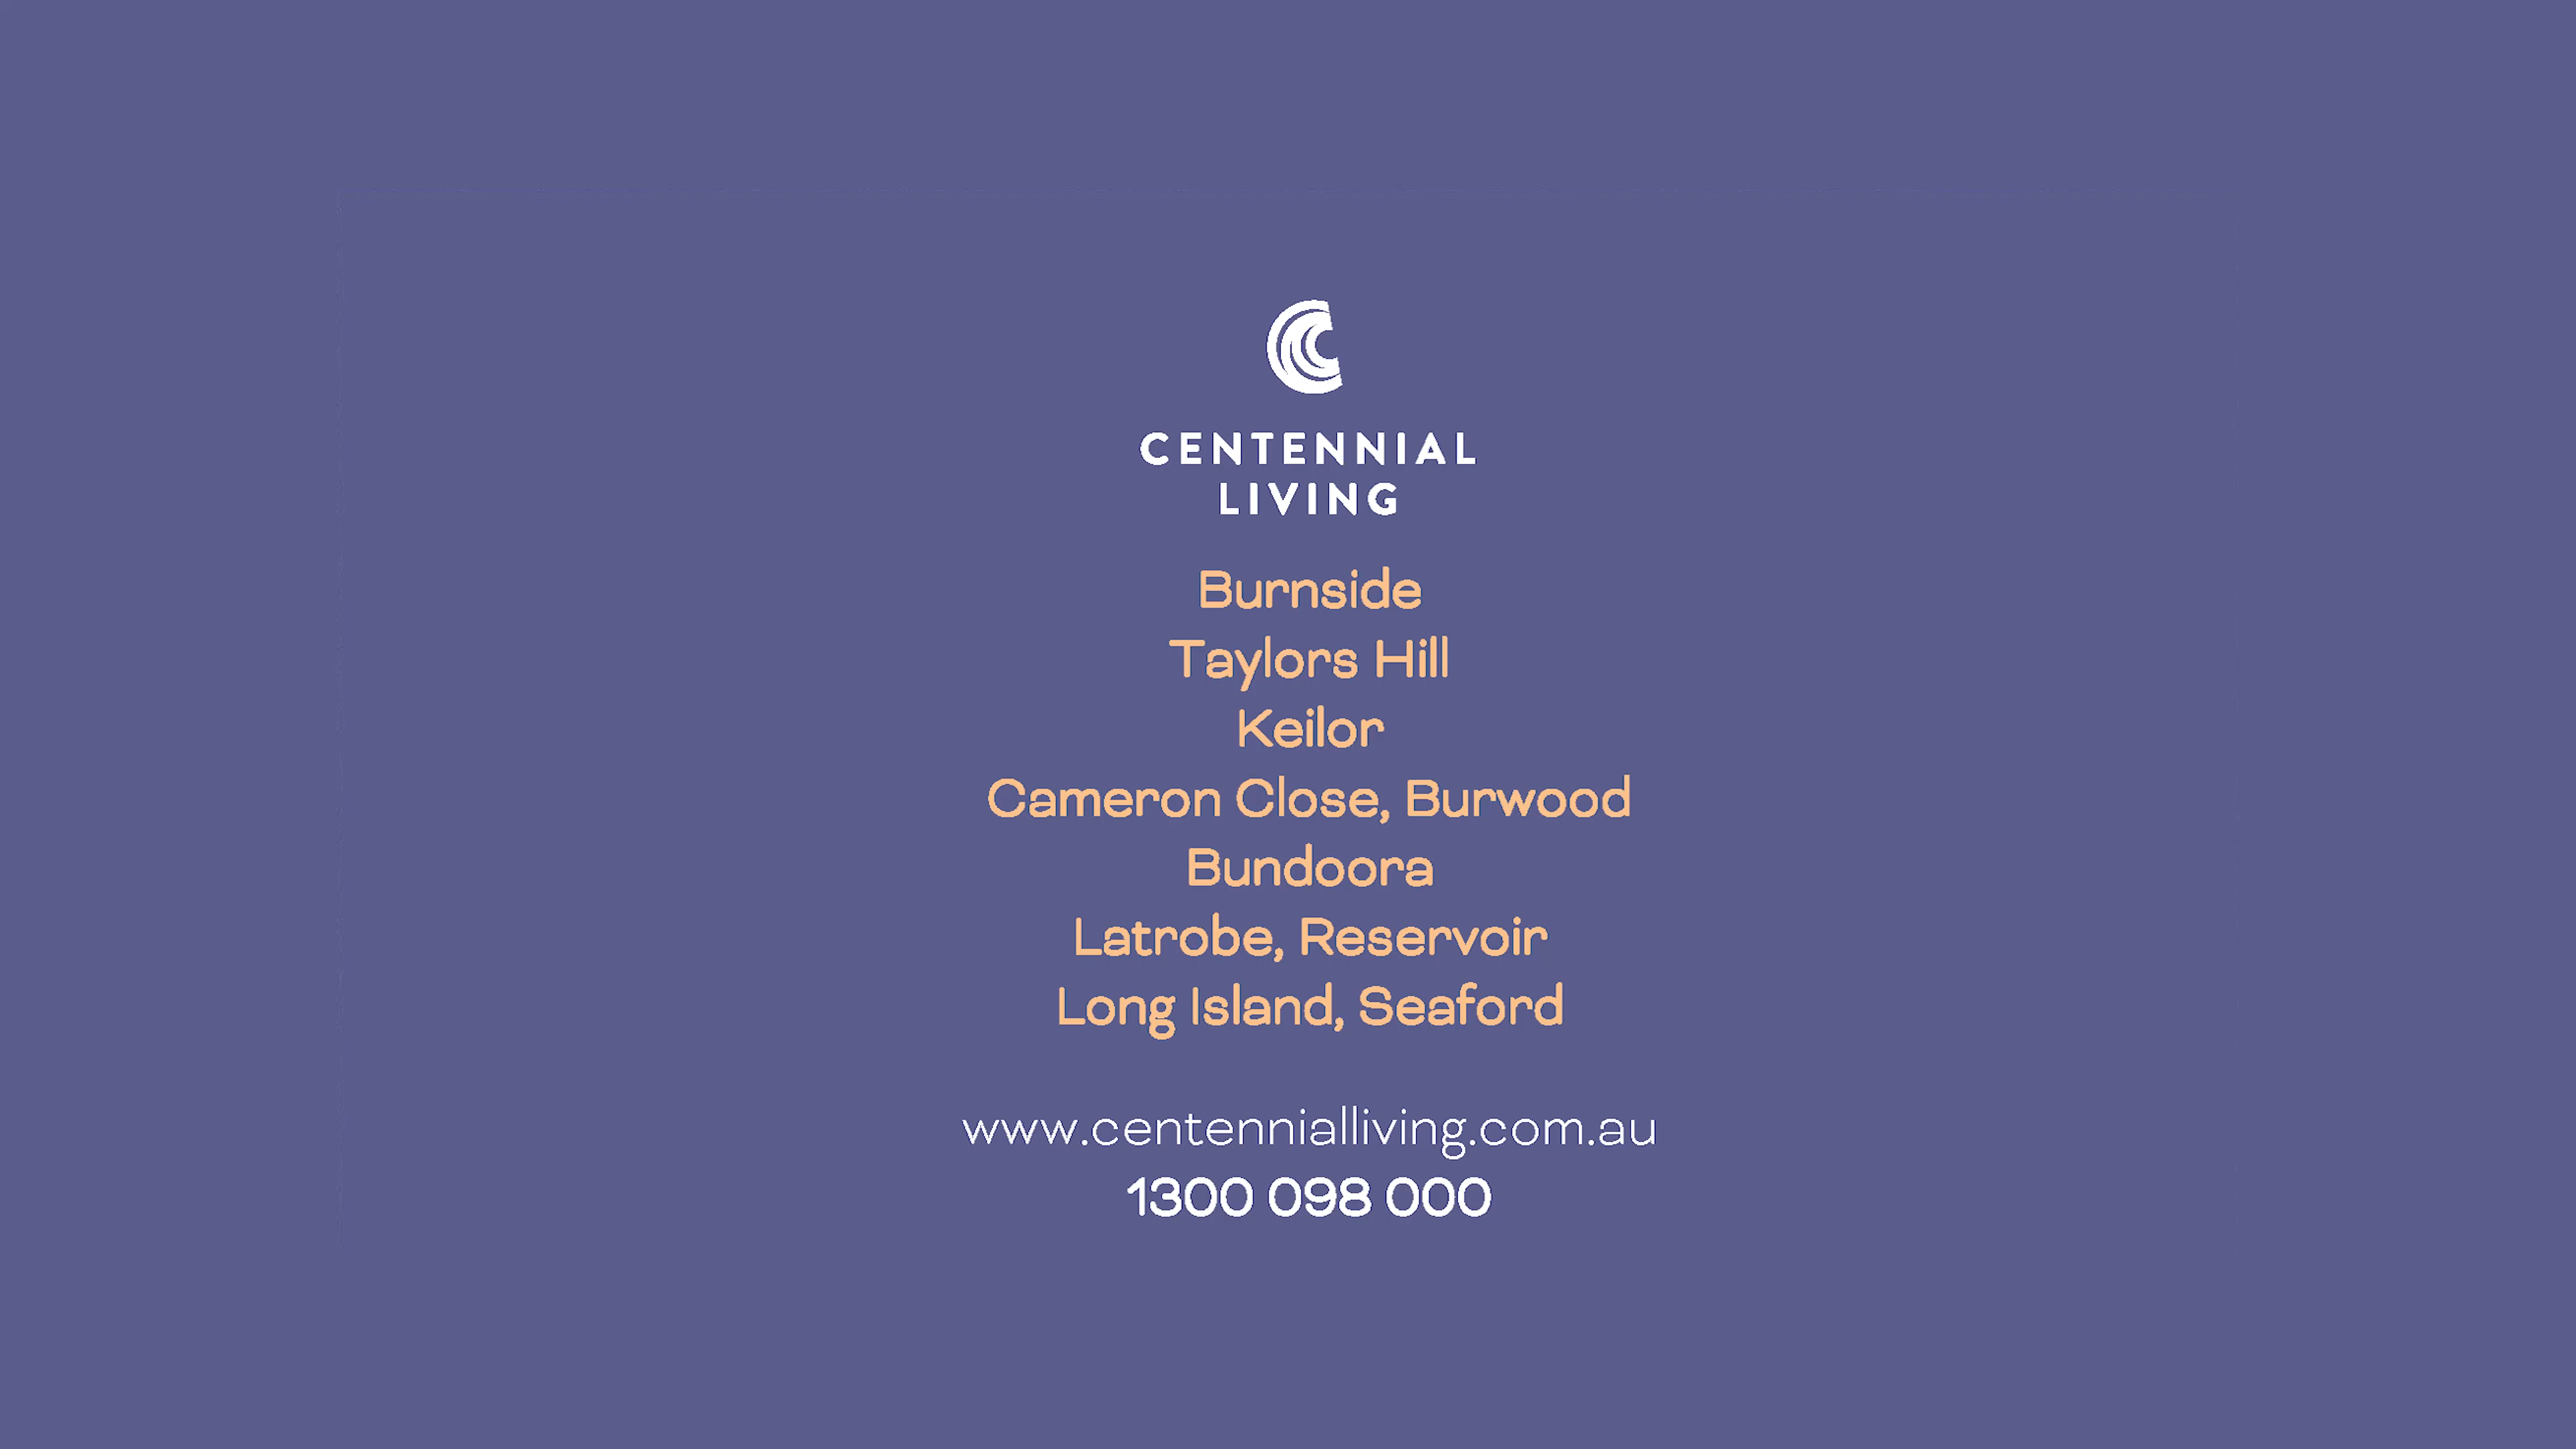 CENTENNIAL
LIVING
Burnside
Taylors Hill
Keilor
Cameron Close, Burwood
Bundoora
Latrobe, Reservoir
Long Island, Seaford
www.centennialliving.com.au
1300 098 000